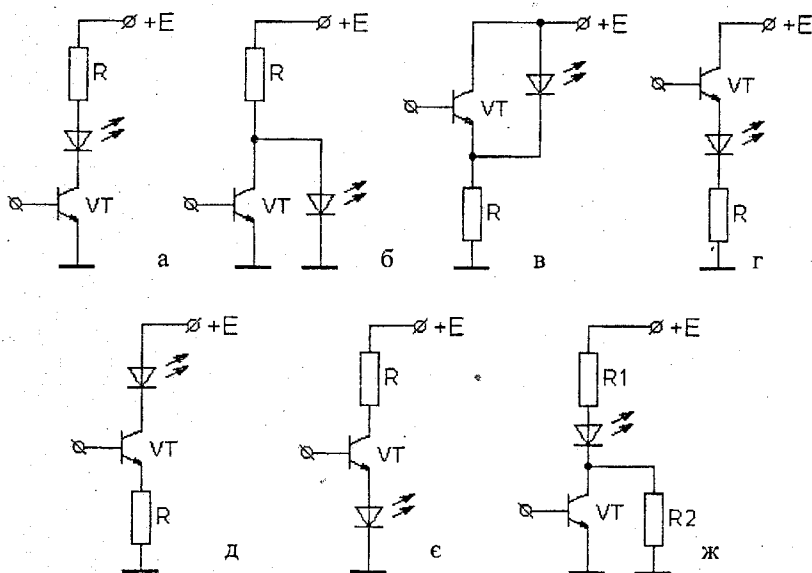 +E +E +E +E
R R
VT VT
VT VT
R R
а б в г
+E +E +E
R R1
VT VT
R VT R2
д є ж